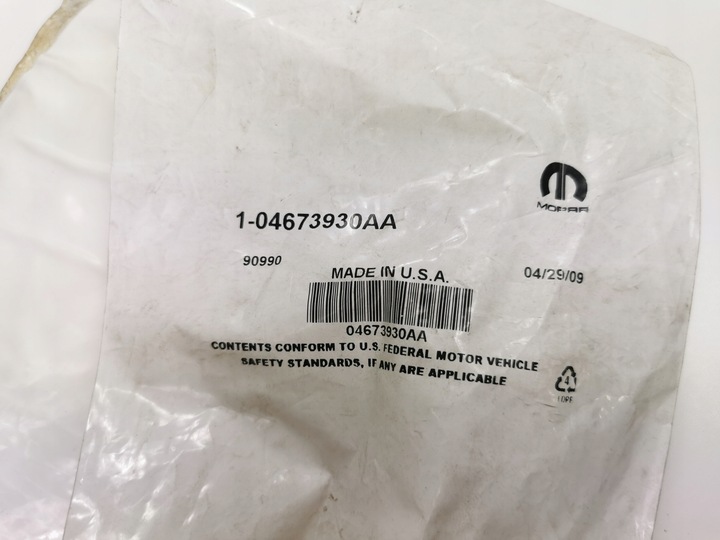 MOPAR
1-04673930AA
90990
MADE IN U.S.A.
04/29/09
04673930AA
CONTENTS CONFORM TO U.S. FEDERAL MOTOR VEHICLE
SAFETY STANDARDS, IF ANY ARE APPLICABLE
4
LDPE